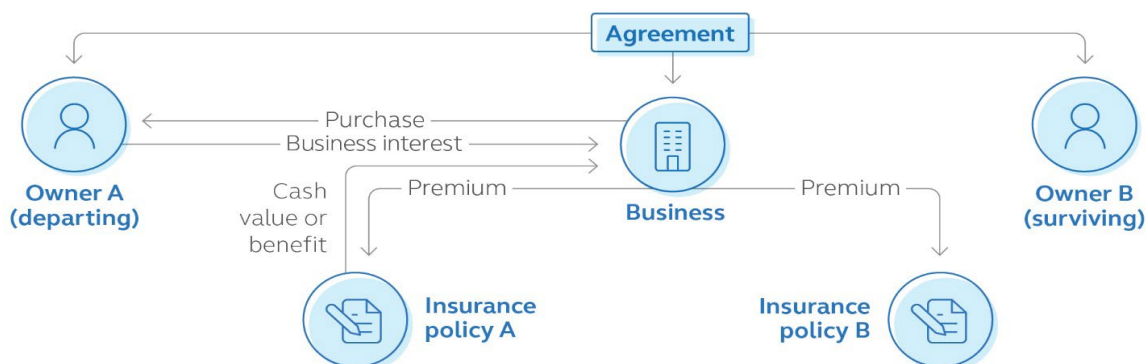 Agreement
Purchase
Business interest
Owner A
(departing)
Cash
value or
benefit
Premium
Business
Premium
Owner B
(surviving)
Insurance
policy A
Insurance
policy B